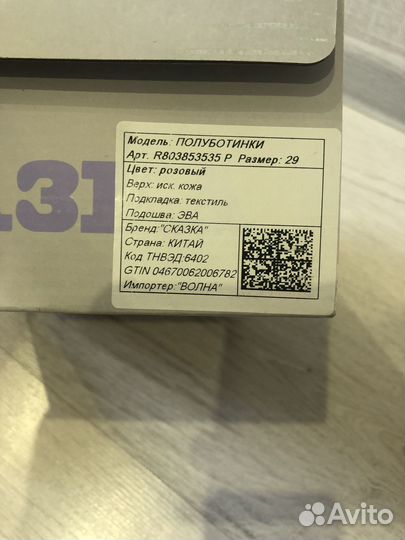 Модель: ПОЛУБОТИНКИ
Арт. R803853535 P Размер: 29
Цвет: розовый
Верх: иск. кожа
Подкладка: текстиль
Подошва: ЭВА
Бренд:"СКАЗКА"
Страна: КИТАЙ
Код ТНВЭД:6402
GTIN 04670062006782
Импортер:"ВОЛНА"
Avito